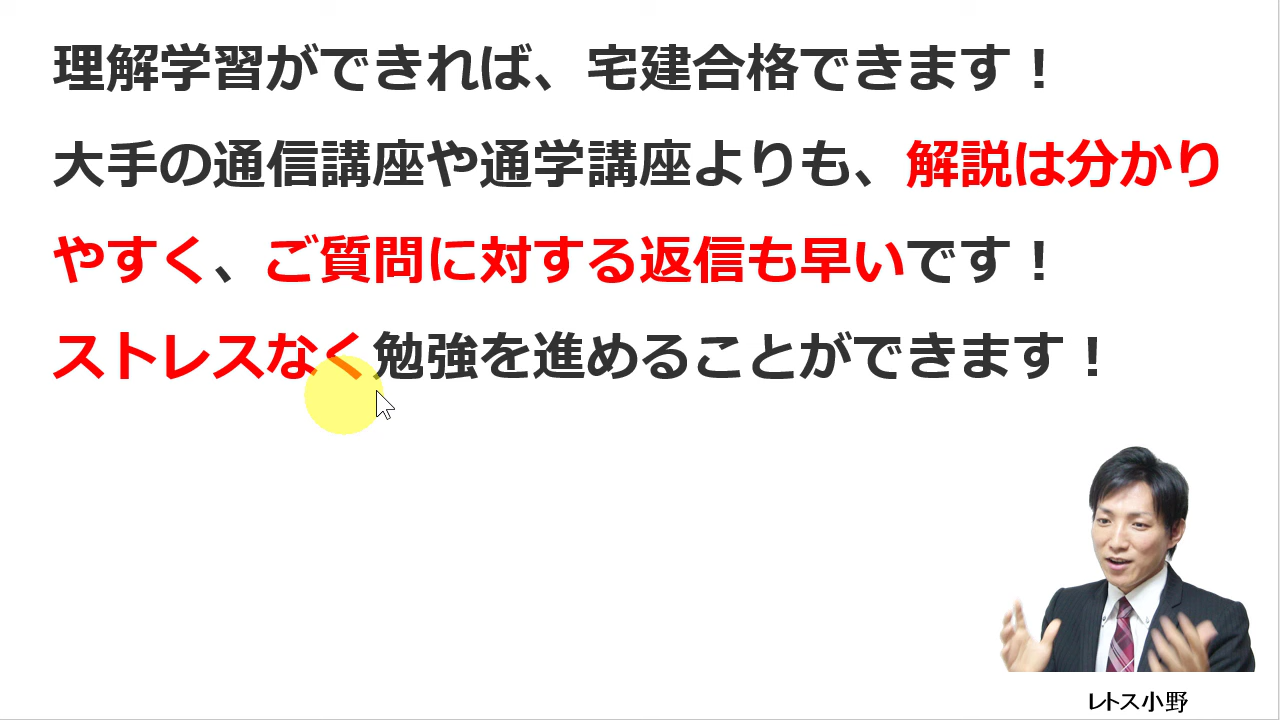 理解学習ができれば、宅建合格できます！
大手の通信講座や通学講座よりも、解説は分かり
やすく、ご質問に対する返信も早いです！
ストレスなく勉強を進めることができます！
レトス小野